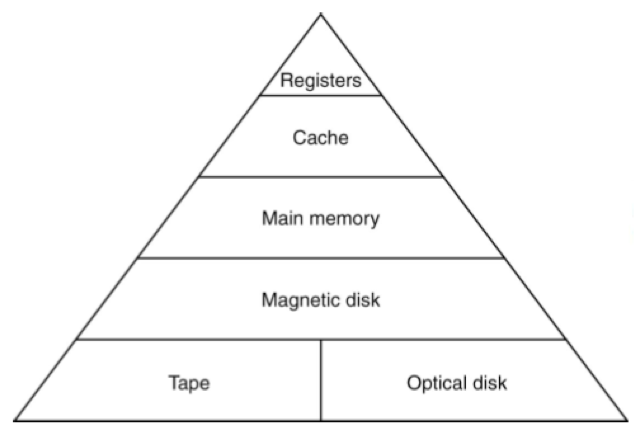 Registers
Cache
Main memory
Magnetic disk
Tape
Optical disk